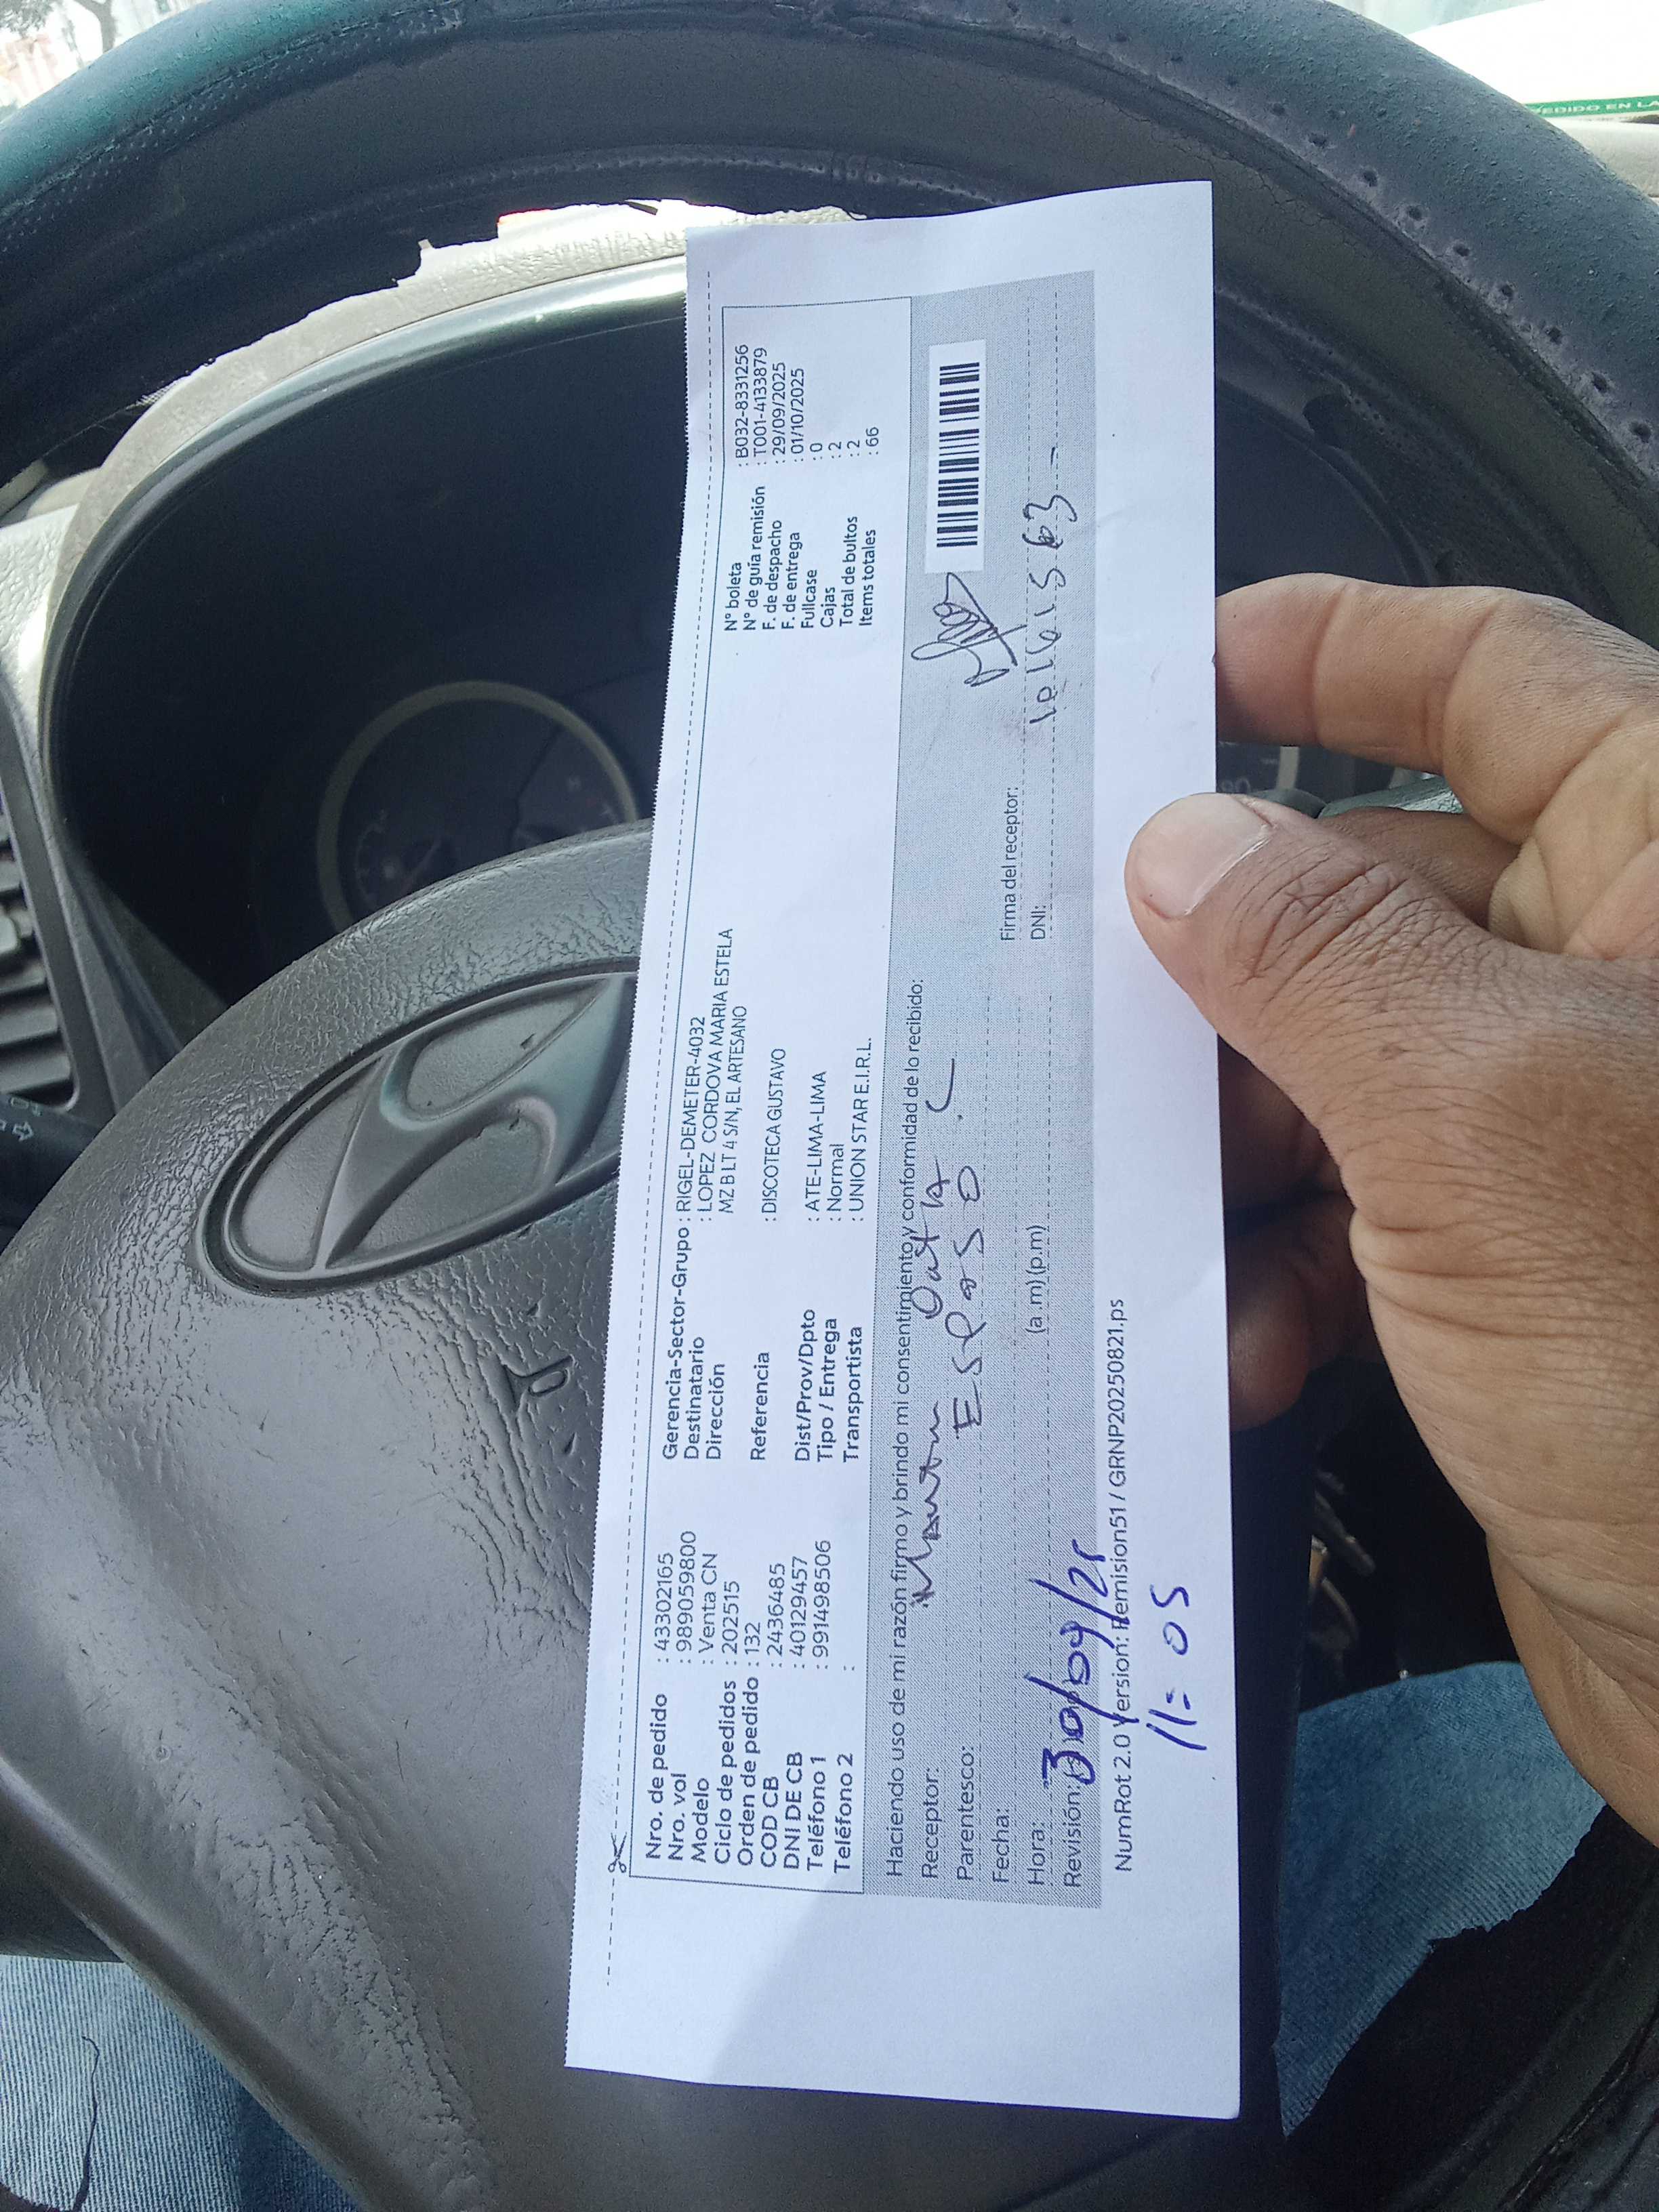 EDIDO EN LA
Nro. de pedido : 43302165
Nro. vol : 989059800
Modelo : Venta CN
Ciclo de pedidos : 202515
Orden de pedido : 132
COD CB : 2436485
DNI DE CB : 40129457
Teléfono 1 : 991498506
Teléfono 2 :
Gerencia-Sector-Grupo : RIGEL-DEMETER-4032
Destinatario : LOPEZ CORDOVA MARIA ESTELA
Dirección MZ B LT 4 S/N, EL ARTESANO
Referencia : DISCOTECA GUSTAVO
Dist/Prov/Dpto : ATE-LIMA-LIMA
Tipo / Entrega : Normal
Transportista : UNION STAR E.I.R.L.
N° boleta : B032-8331256
N° de guía remisión : T001-4133879
F. de despacho : 29/09/2025
F. de entrega : 01/10/2025
Fullcase : 0
Cajas : 2
Total de bultos : 2
Items totales : 66
Haciendo uso de mi razón firmo y brindo mi consentimiento y conformidad de lo recibido:
Receptor:
Parentesco: Esposo
Fecha:
Hora: (a.m) (p.m)
Revisión: 30/09/25
Firma del receptor:
DNI:
NumRot 2.0 Version: Remision51 / GRNP20250821.ps
11:05